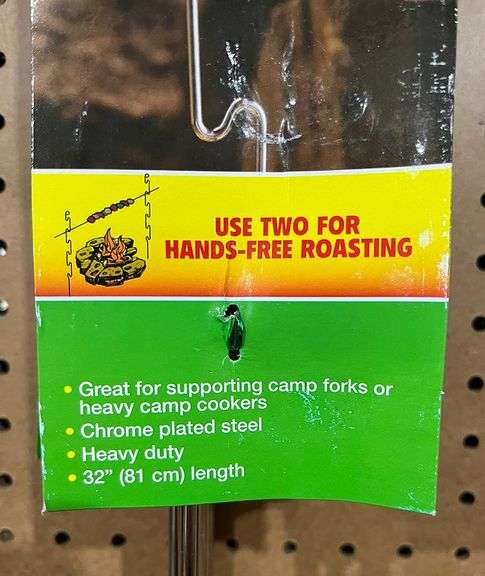 USE TWO FOR
HANDS-FREE ROASTING
• Great for supporting camp forks or
heavy camp cookers
• Chrome plated steel
• Heavy duty
• 32” (81 cm) length